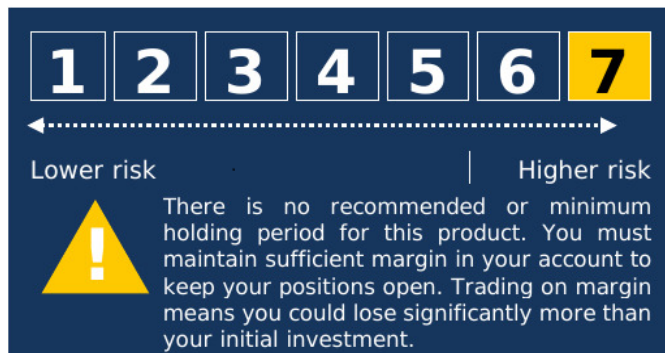 1 2 3 4 5 6 7
Lower risk Higher risk
!
There is no recommended or minimum
holding period for this product. You must
maintain sufficient margin in your account to
keep your positions open. Trading on margin
means you could lose significantly more than
your initial investment.